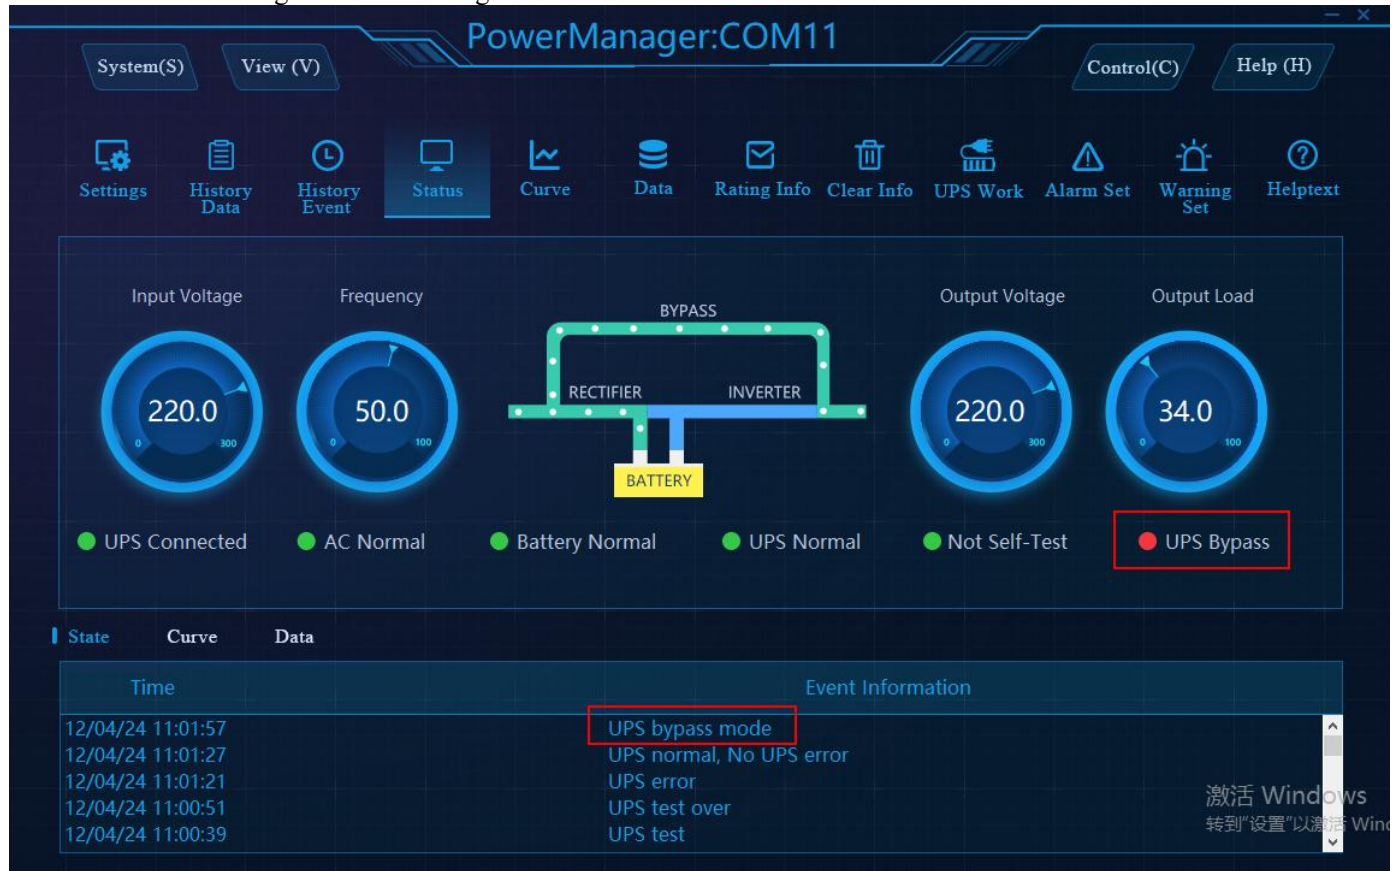 PowerManager:COM11
System(S)
View (V)
Control(C)
Help (H)
Settings
History Data
History Event
Status
Curve
Data
Rating Info
Clear Info
UPS Work
Alarm Set
Warning Set
Helptext
Input Voltage
220.0
0
300
Frequency
50.0
0
100
BYPASS
RECTIFIER
INVERTER
BATTERY
Output Voltage
220.0
0
300
Output Load
34.0
0
100
UPS Connected
AC Normal
Battery Normal
UPS Normal
Not Self-Test
UPS Bypass
State
Curve
Data
Time
Event Information
12/04/24 11:01:57 UPS bypass mode
12/04/24 11:01:27 UPS normal, No UPS error
12/04/24 11:01:21 UPS error
12/04/24 11:00:51 UPS test over
12/04/24 11:00:39 UPS test
激活 Windows
转到"设置"以激活 Wind